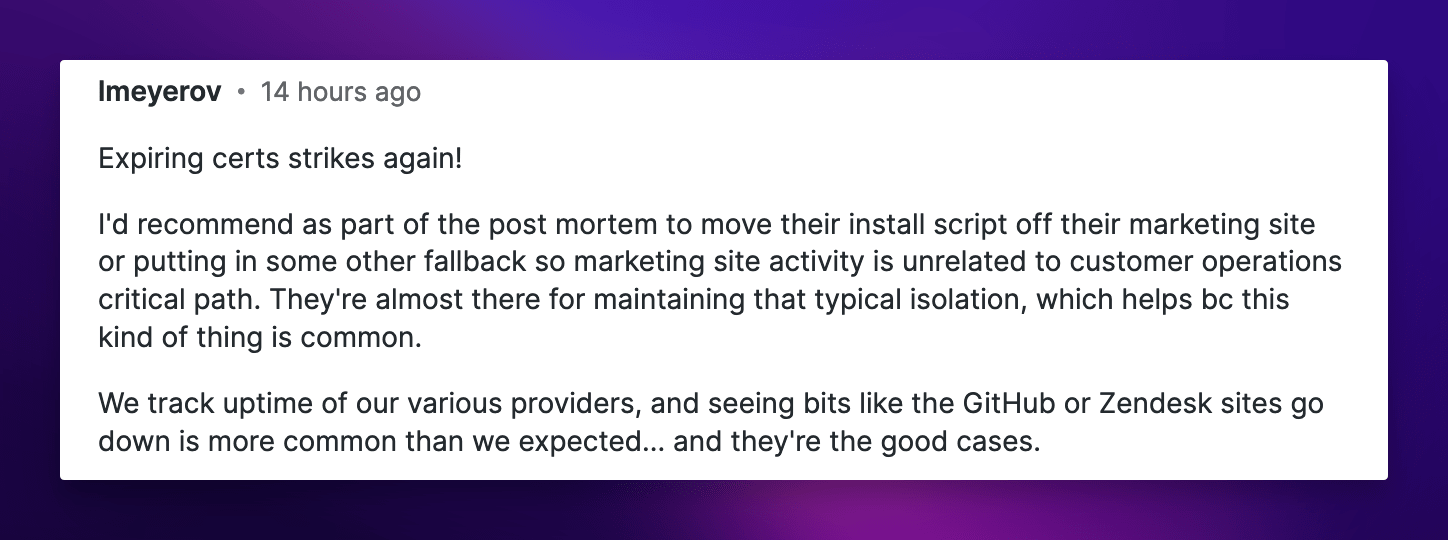 lmeyerov • 14 hours ago
Expiring certs strikes again!
I'd recommend as part of the post mortem to move their install script off their marketing site
or putting in some other fallback so marketing site activity is unrelated to customer operations
critical path. They're almost there for maintaining that typical isolation, which helps bc this
kind of thing is common.
We track uptime of our various providers, and seeing bits like the GitHub or Zendesk sites go
down is more common than we expected... and they're the good cases.